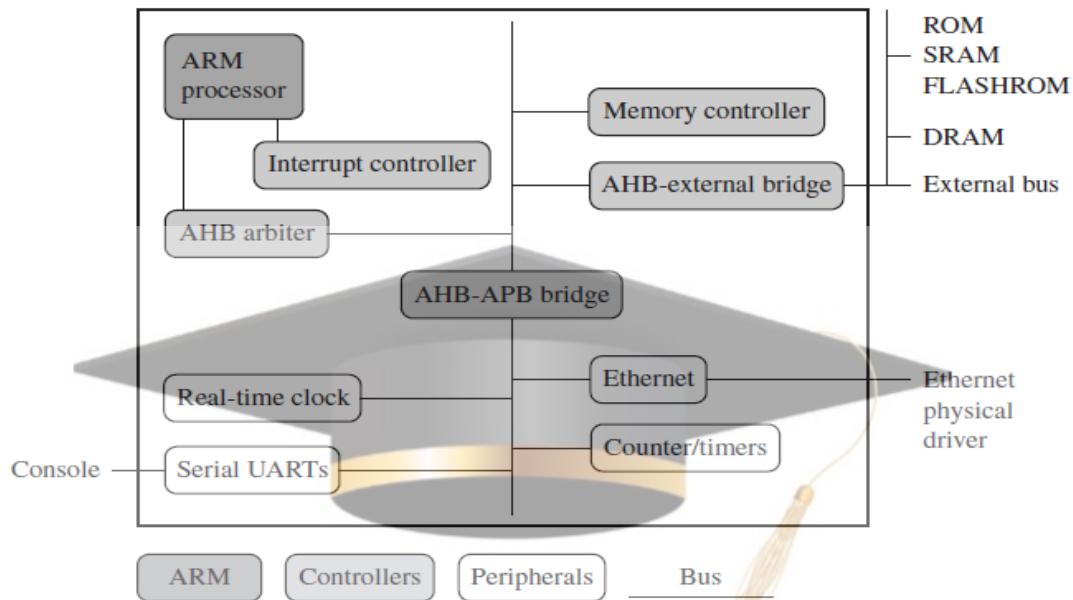 ARM
processor
Interrupt controller
AHB arbiter
Memory controller
AHB-external bridge
ROM
SRAM
FLASHROM
DRAM
External bus
AHB-APB bridge
Real-time clock
Console
Serial UARTs
Ethernet
Counter/timers
Ethernet
physical
driver
ARM
Controllers
Peripherals
Bus